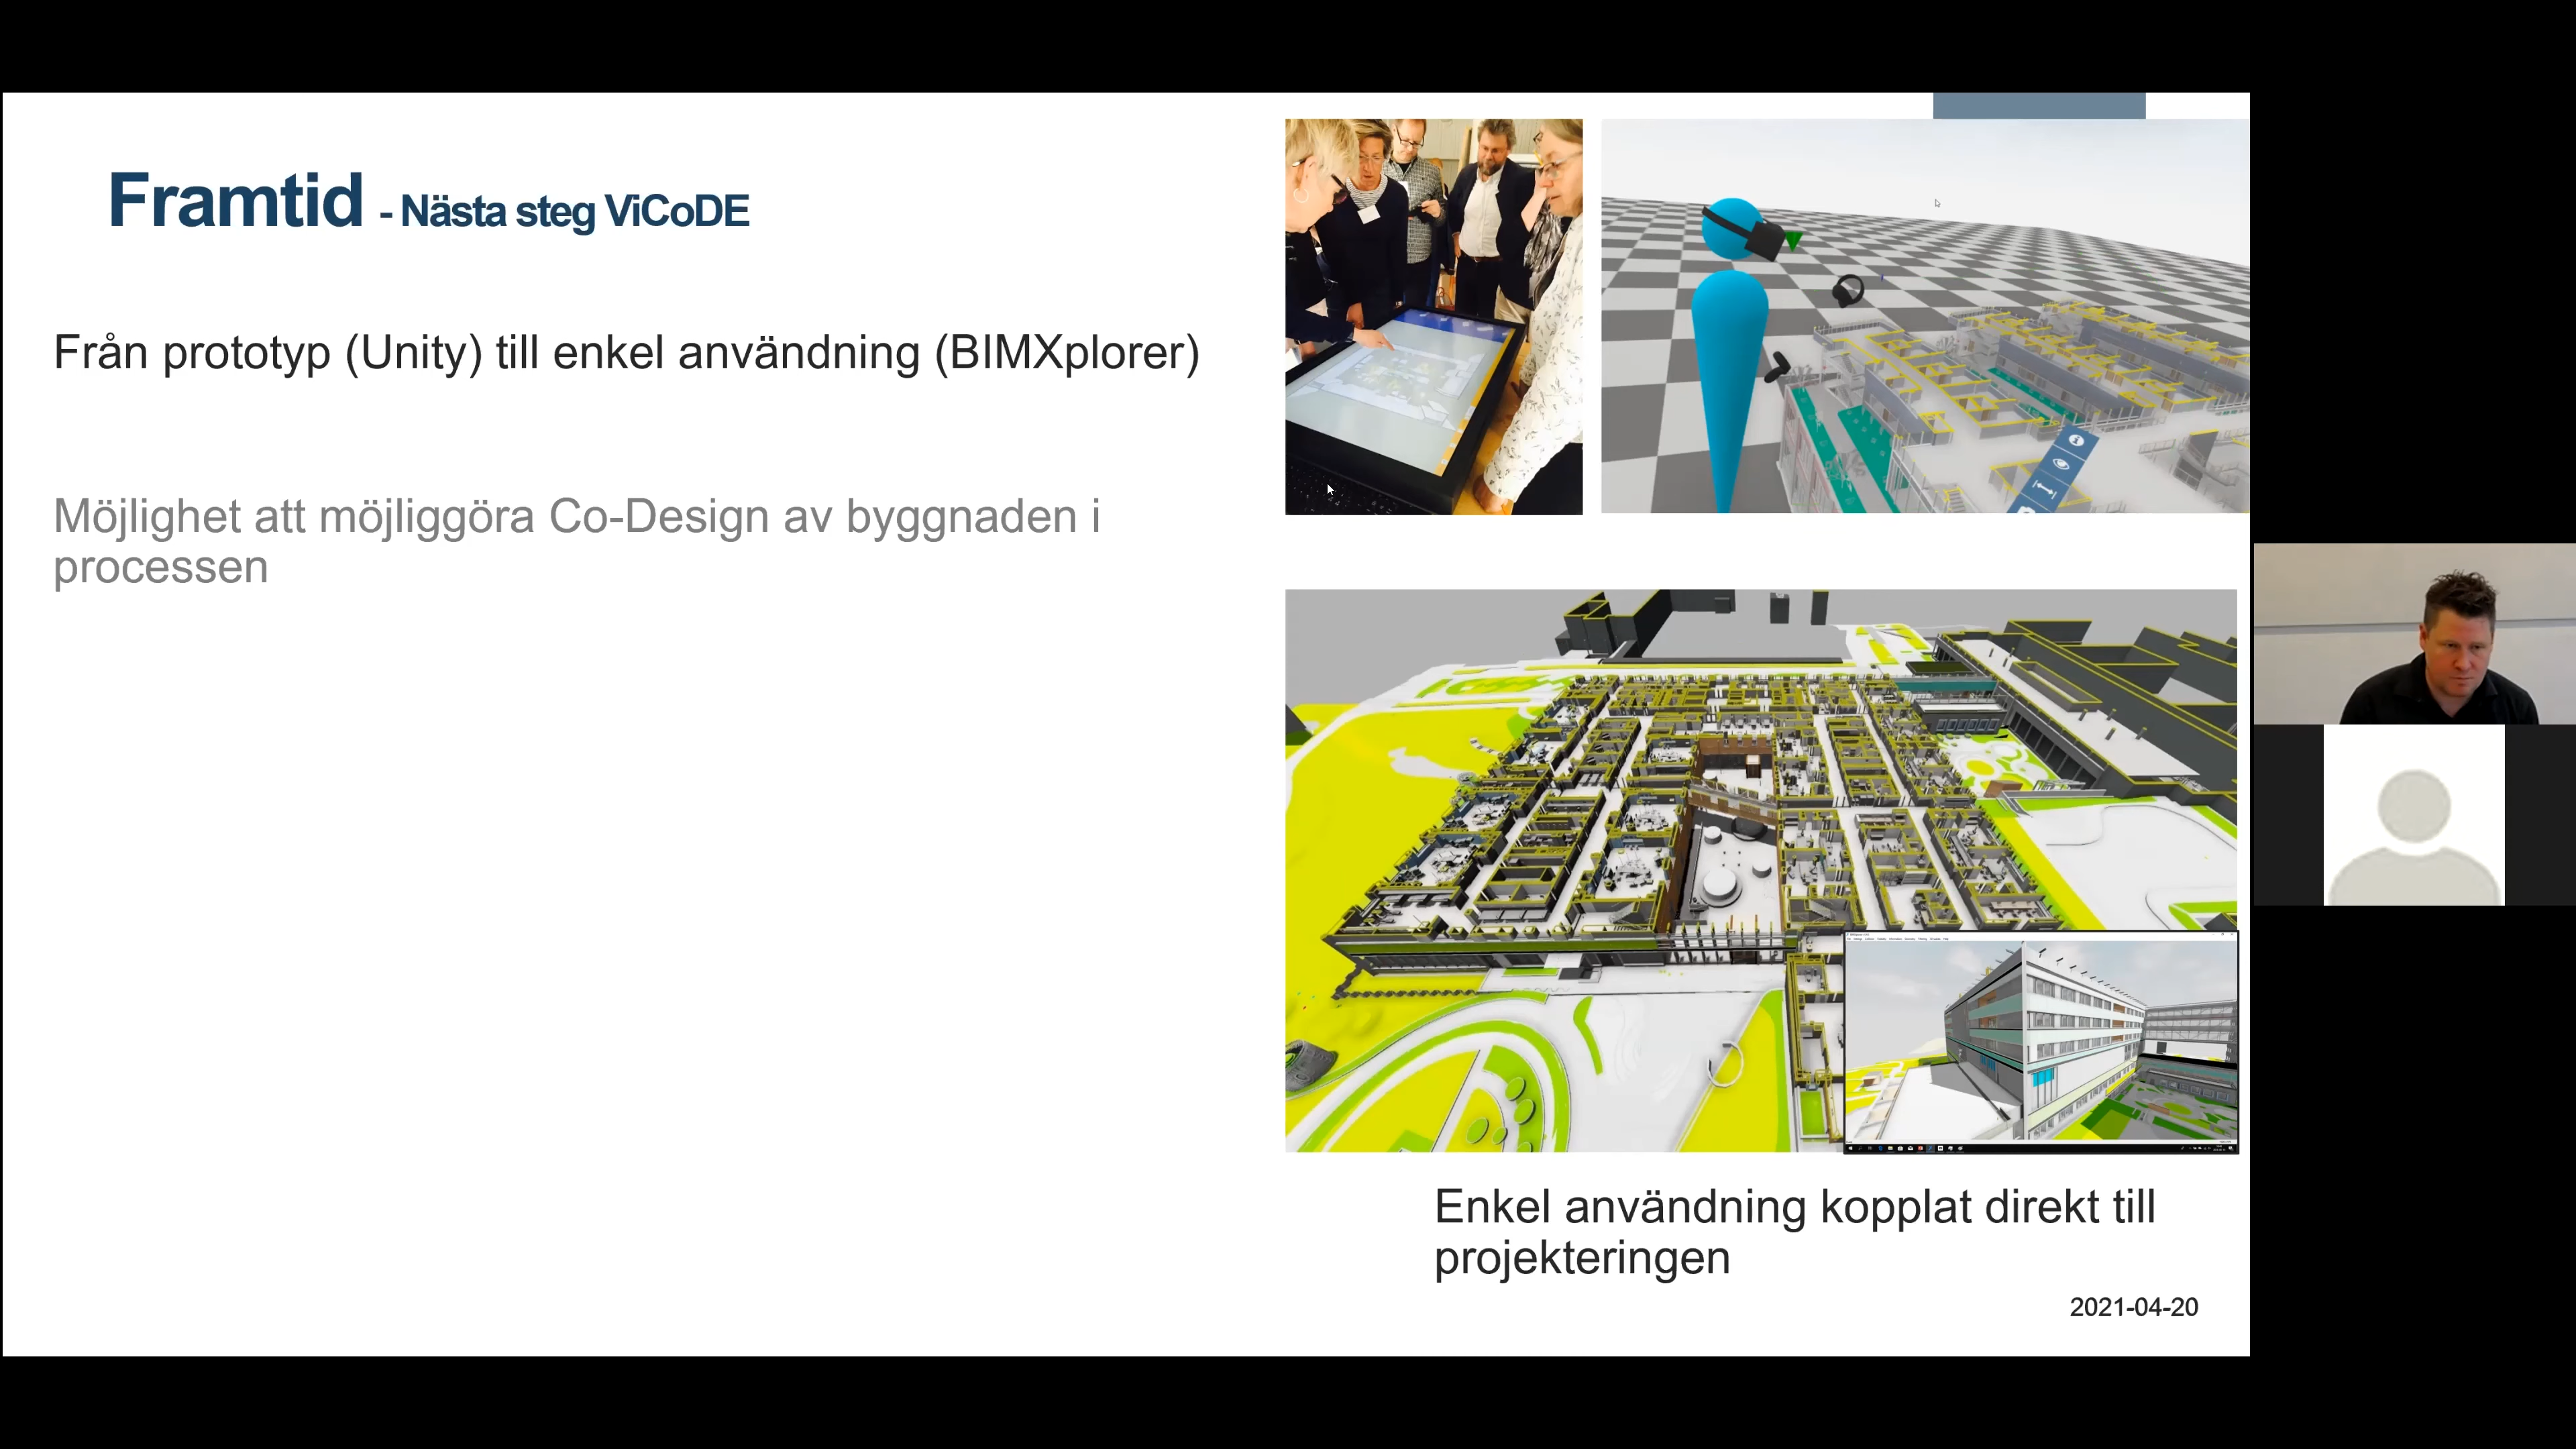 Framtid - Nästa steg ViCoDE
Från prototyp (Unity) till enkel användning (BIMXplorer)
Möjlighet att möjliggöra Co-Design av byggnaden i
processen
Enkel användning kopplat direkt till
projekteringen
2021-04-20